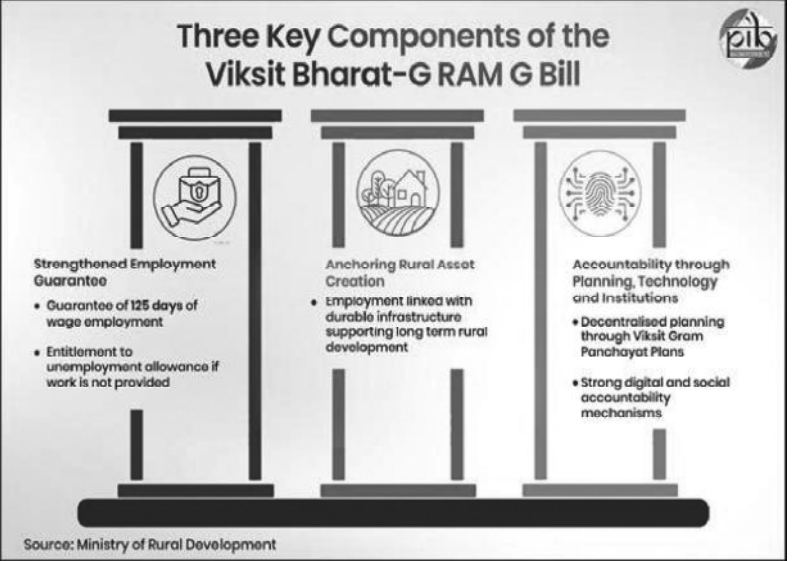 Three Key Components of the
Viksit Bharat-G RAM G Bill
pib
Strengthened Employment
Guarantee
• Guarantee of 125 days of
wage employment
• Entitlement to
unemployment allowance if
work is not provided
Anchoring Rural Asset
Creation
• Employment linked with
durable infrastructure
supporting long term rural
development
Accountability through
Planning, Technology
and Institutions
• Decentralised planning
through Viksit Gram
Panchayat Plans
• Strong digital and social
accountability
mechanisms
Source: Ministry of Rural Development